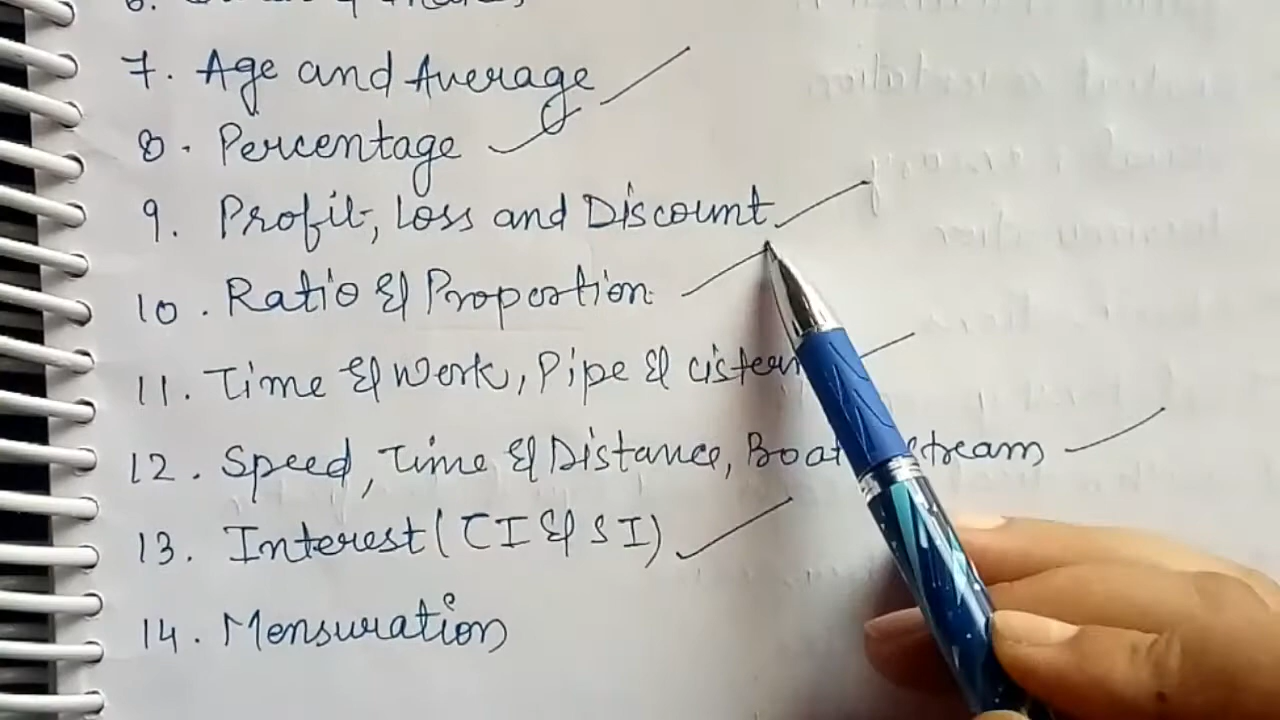 7. Age and Average
8. Percentage
9. Profit, Loss and Discount
10. Ratio & Proportion
11. Time & Work, Pipe & cistern
12. Speed, Time & Distance, Boat stream
13. Interest (CI & SI)
14. Mensuration